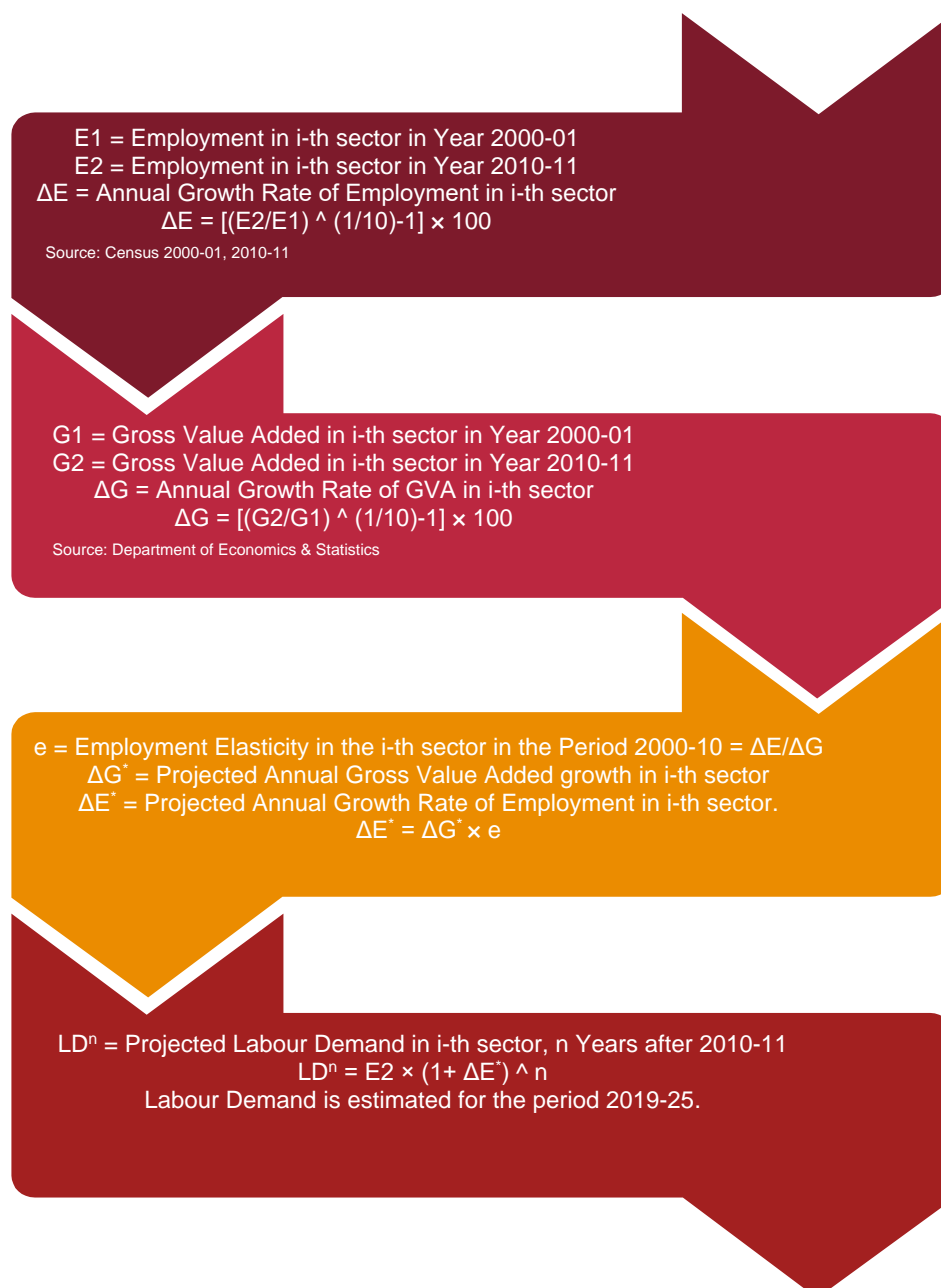 E1 = Employment in i-th sector in Year 2000-01
E2 = Employment in i-th sector in Year 2010-11
ΔE = Annual Growth Rate of Employment in i-th sector
ΔE = [(E2/E1) ^ (1/10)-1] × 100
Source: Census 2000-01, 2010-11
G1 = Gross Value Added in i-th sector in Year 2000-01
G2 = Gross Value Added in i-th sector in Year 2010-11
ΔG = Annual Growth Rate of GVA in i-th sector
ΔG = [(G2/G1) ^ (1/10)-1] × 100
Source: Department of Economics & Statistics
e = Employment Elasticity in the i-th sector in the Period 2000-10 = ΔE/ΔG
ΔG* = Projected Annual Gross Value Added growth in i-th sector
ΔE* = Projected Annual Growth Rate of Employment in i-th sector.
ΔE* = ΔG* × e
LDⁿ = Projected Labour Demand in i-th sector, n Years after 2010-11
LDⁿ = E2 × (1+ ΔE*) ^ n
Labour Demand is estimated for the period 2019-25.